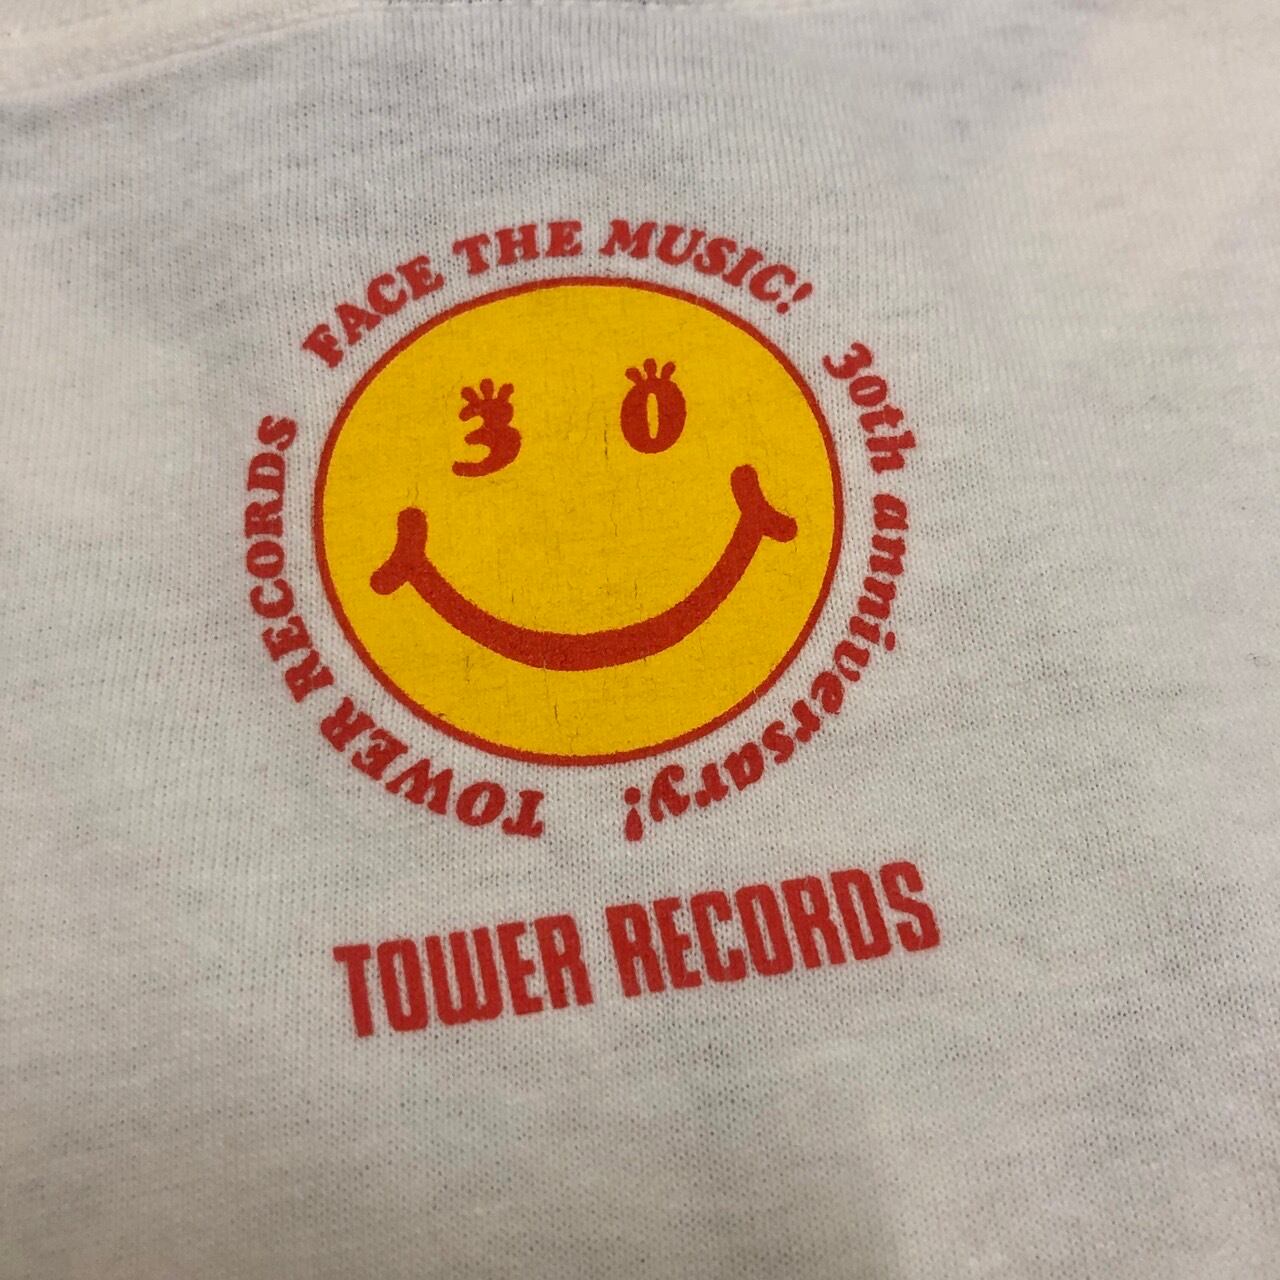 FACE THE MUSIC! 30th anniversary! TOWER RECORDS
30
TOWER RECORDS